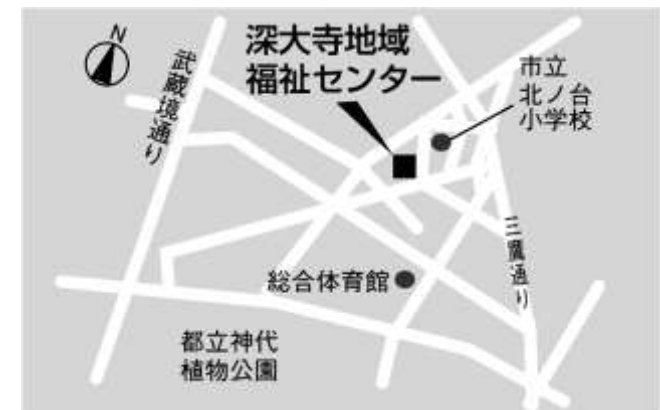 N
深大寺地域
福祉センター
市立
北ノ台
小学校
武蔵境通り
三鷹通り
総合体育館
都立神代
植物公園